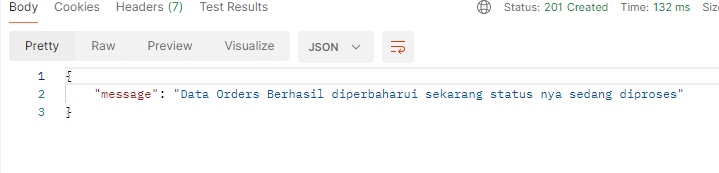 Body Cookies Headers (7) Test Results Status: 201 Created Time: 132 ms
Pretty Raw Preview Visualize JSON
1 {
2 "message": "Data Orders Berhasil diperbaharui sekarang status nya sedang diproses"
3 }